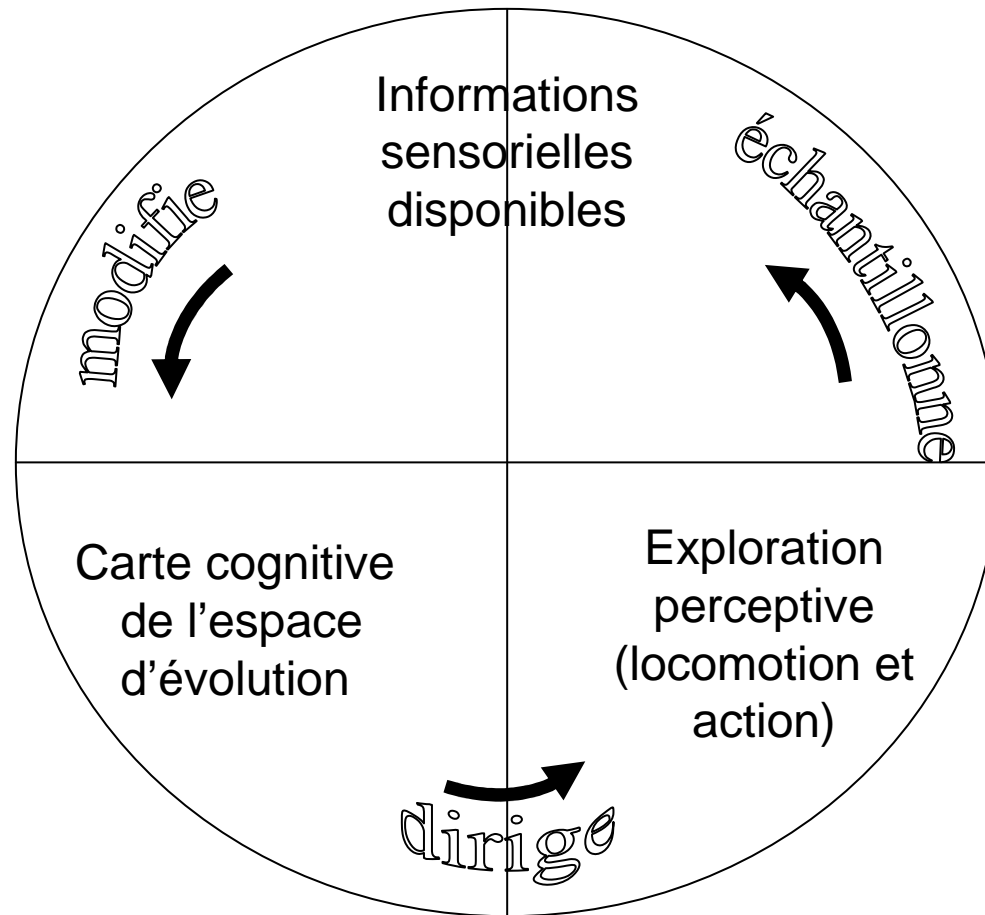 Informations
sensorielles
disponibles
modifie
échantillonne
Carte cognitive
de l’espace
d’évolution
Exploration
perceptive
(locomotion et
action)
dirige